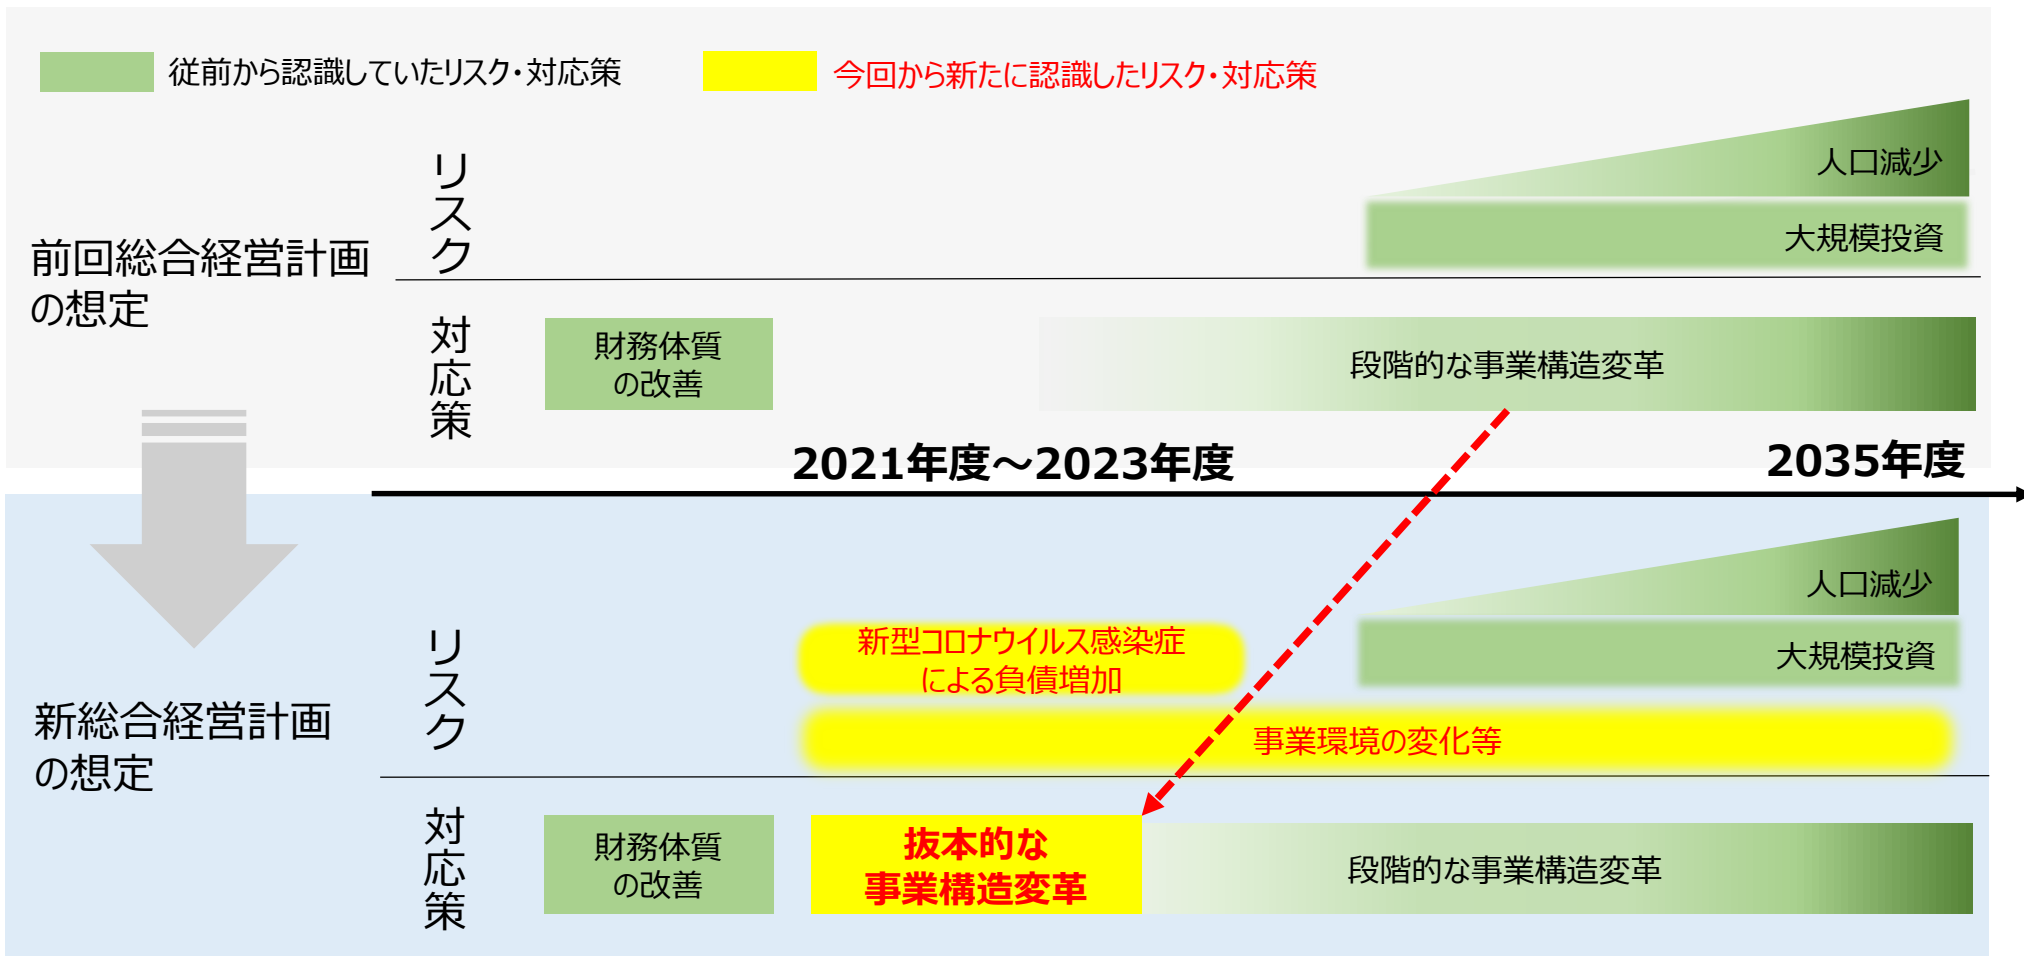 従前から認識していたリスク・対応策
今回から新たに認識したリスク・対応策
前回総合経営計画
の想定
リスク
人口減少
大規模投資
対応策
財務体質
の改善
段階的な事業構造変革
2021年度～2023年度
2035年度
新総合経営計画
の想定
リスク
人口減少
大規模投資
新型コロナウイルス感染症
による負債増加
事業環境の変化等
対応策
財務体質
の改善
抜本的な
事業構造変革
段階的な事業構造変革